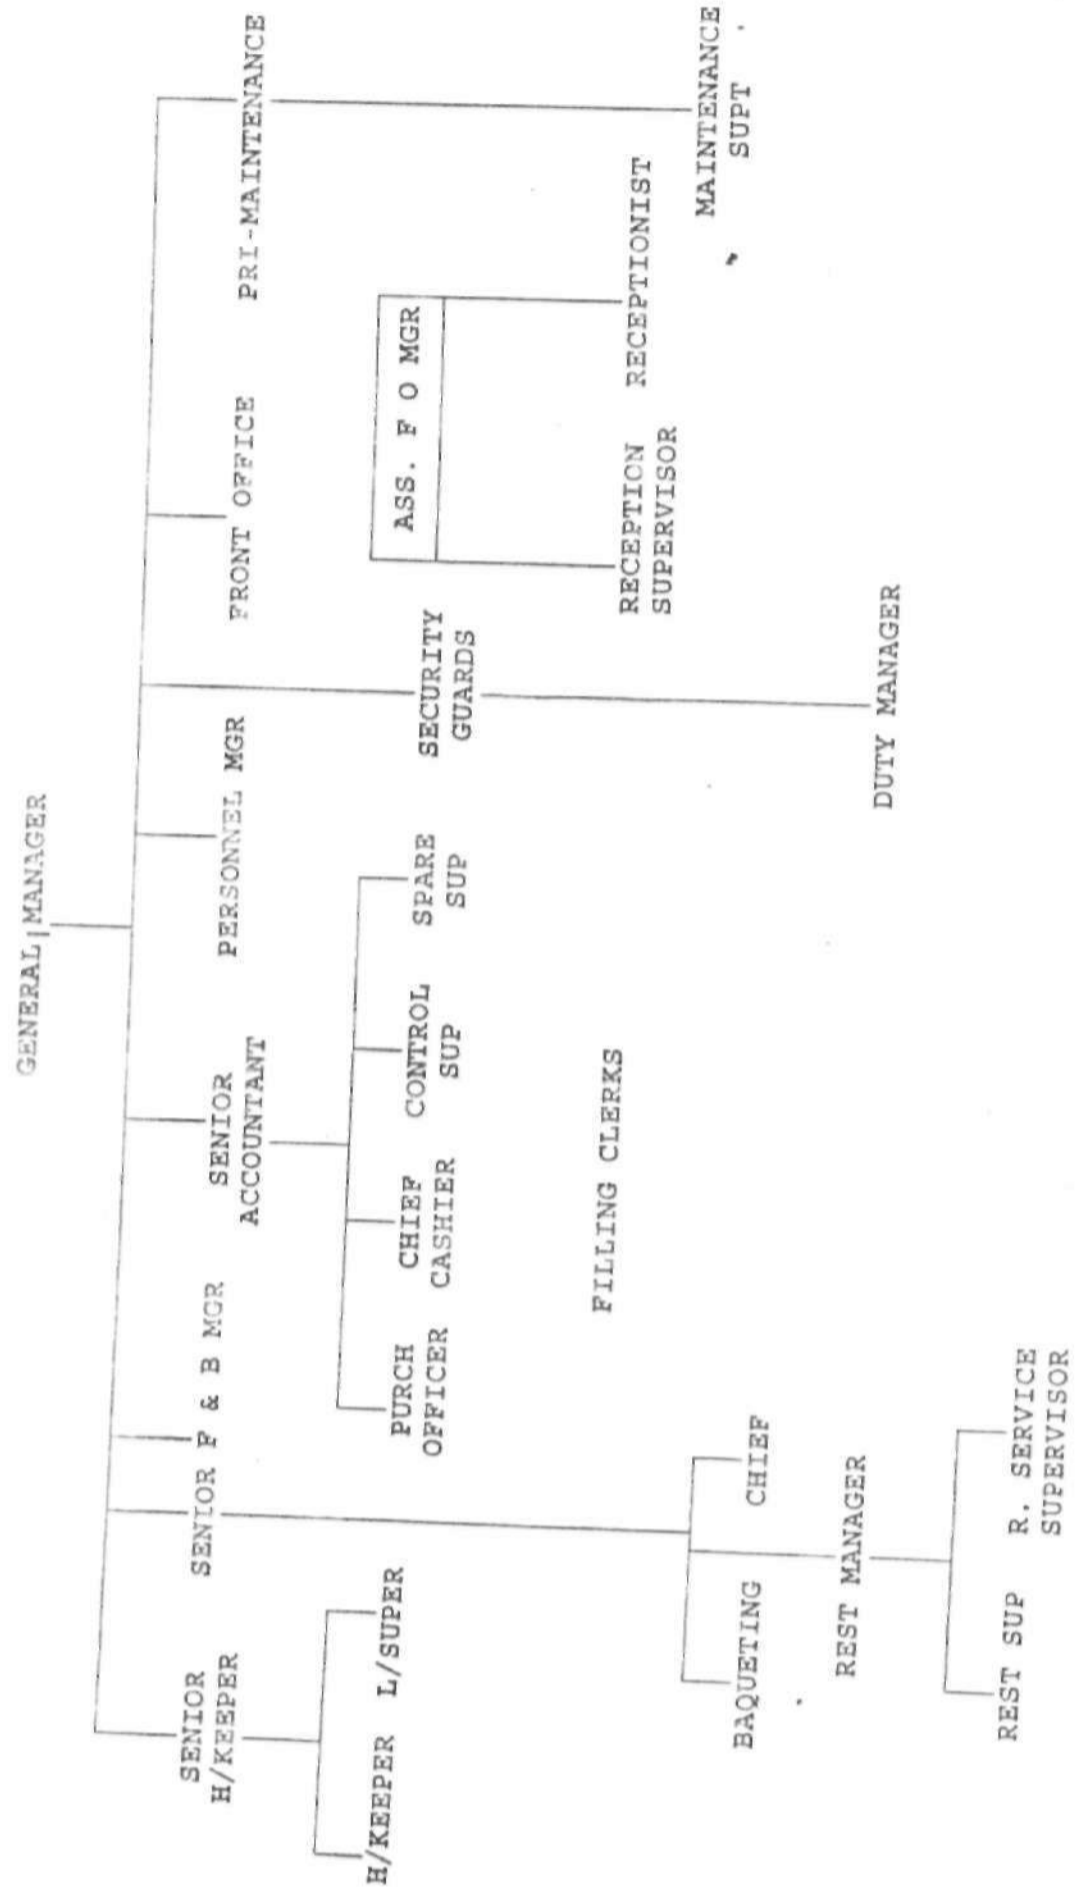 GENERAL MANAGER
SENIOR
H/KEEPER
SENIOR F & B MGR
SENIOR
ACCOUNTANT
PERSONNEL MGR
FRONT OFFICE
PRI-MAINTENANCE
H/KEEPER
L/SUPER
PURCH
OFFICER
CHIEF
CASHIER
CONTROL
SUP
SPARE
SUP
SECURITY
GUARDS
ASS. F O MGR
FILLING CLERKS
RECEPTION
SUPERVISOR
RECEPTIONIST
MAINTENANCE
SUPT
BAQUETING
CHIEF
REST MANAGER
DUTY MANAGER
REST SUP
R. SERVICE
SUPERVISOR